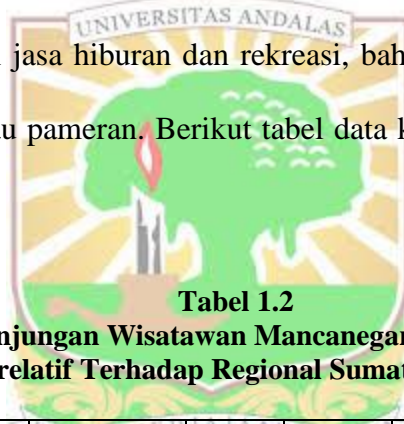 UNIVERSITAS ANDALAS
jasa hiburan dan rekreasi, bah
pameran. Berikut tabel data k
Tabel 1.2
njungan Wisatawan Mancanegar
relatif Terhadap Regional Sumat